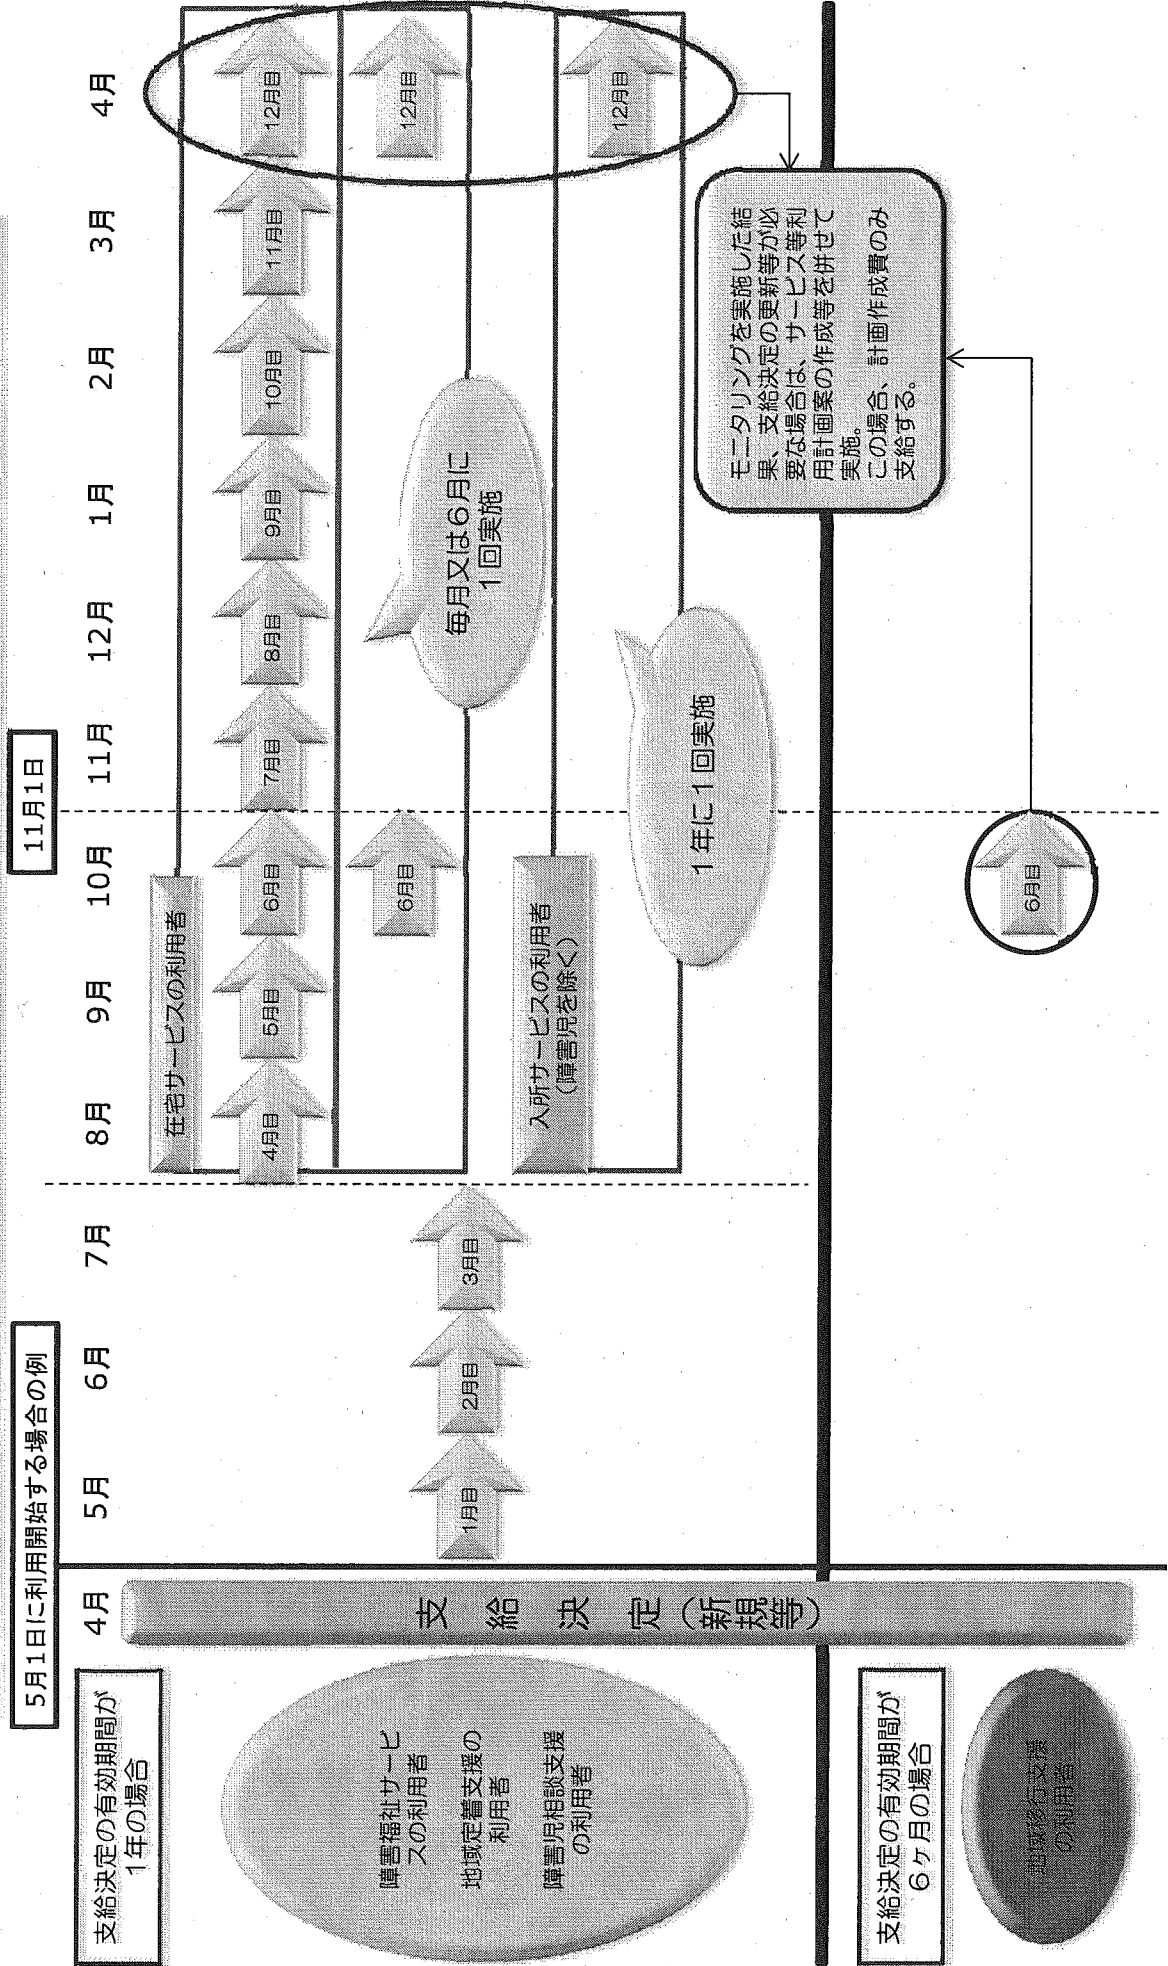 5月1日に利用開始する場合の例
11月1日
4月
5月
6月
7月
8月
9月
10月
11月
12月
1月
2月
3月
4月
支給決定の有効期間が
1年の場合
障害福祉サービ
スの利用者
地域定着支援の
利用者
障害児相談支援
の利用者
支給決定(新規等)
1月目
2月目
3月目
在宅サービスの利用者
4月目
5月目
6月目
7月目
8月目
9月目
10月目
11月目
12月目
6月目
12月目
毎月又は6月に
1回実施
入所サービスの利用者
(障害児を除く)
12月目
1年に1回実施
モニタリングを実施した結
果、支給決定の更新等が必
要な場合は、サービス等利
用計画案の作成等を併せて
実施。
この場合、計画作成費のみ
支給する。
支給決定の有効期間が
6ヶ月の場合
地域移行支援
の利用者
6月目